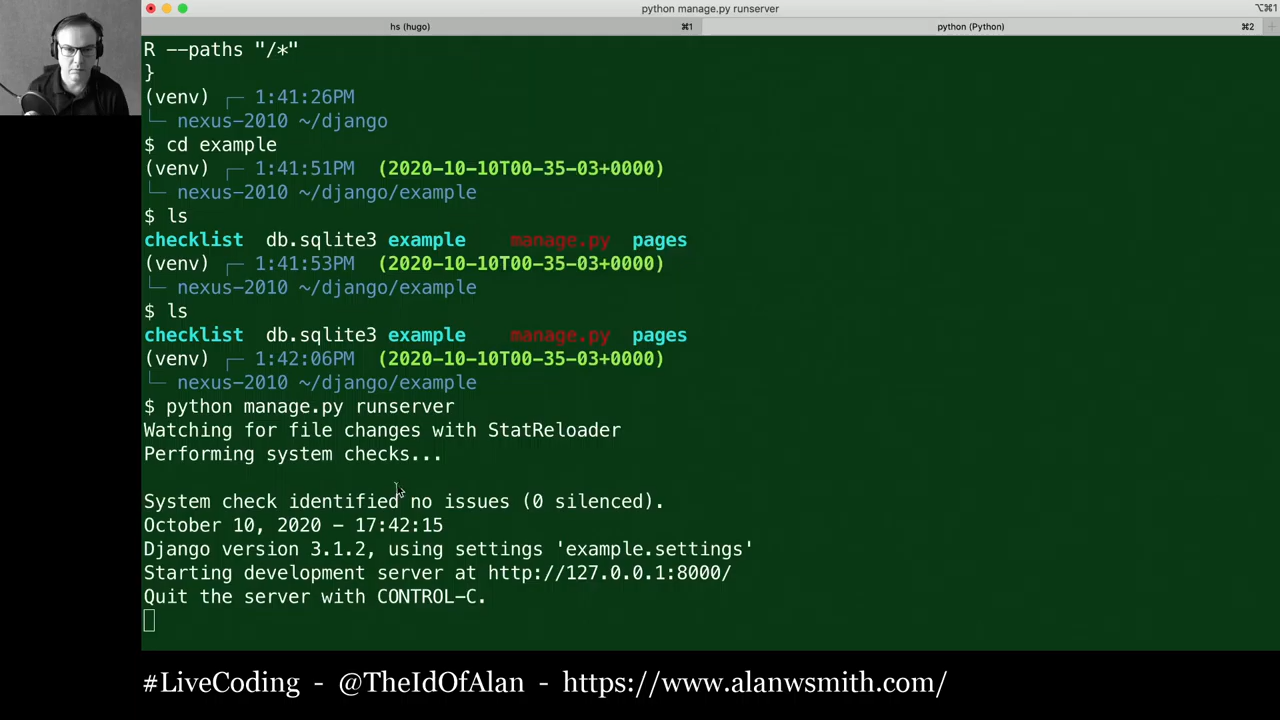 python manage.py runserver
⌥⌘1
hs (hugo)
⌘1
python (Python)
⌘2
R --paths "/*"
}
(venv) ┌─ 1:41:26PM
└─ nexus-2010 ~/django
$ cd example
(venv) ┌─ 1:41:51PM (2020-10-10T00-35-03+0000)
└─ nexus-2010 ~/django/example
$ ls
checklist db.sqlite3 example manage.py pages
(venv) ┌─ 1:41:53PM (2020-10-10T00-35-03+0000)
└─ nexus-2010 ~/django/example
$ ls
checklist db.sqlite3 example manage.py pages
(venv) ┌─ 1:42:06PM (2020-10-10T00-35-03+0000)
└─ nexus-2010 ~/django/example
$ python manage.py runserver
Watching for file changes with StatReloader
Performing system checks...
System check identified no issues (0 silenced).
October 10, 2020 - 17:42:15
Django version 3.1.2, using settings 'example.settings'
Starting development server at http://127.0.0.1:8000/
Quit the server with CONTROL-C.
#LiveCoding - @TheIdOfAlan - https://www.alanwsmith.com/